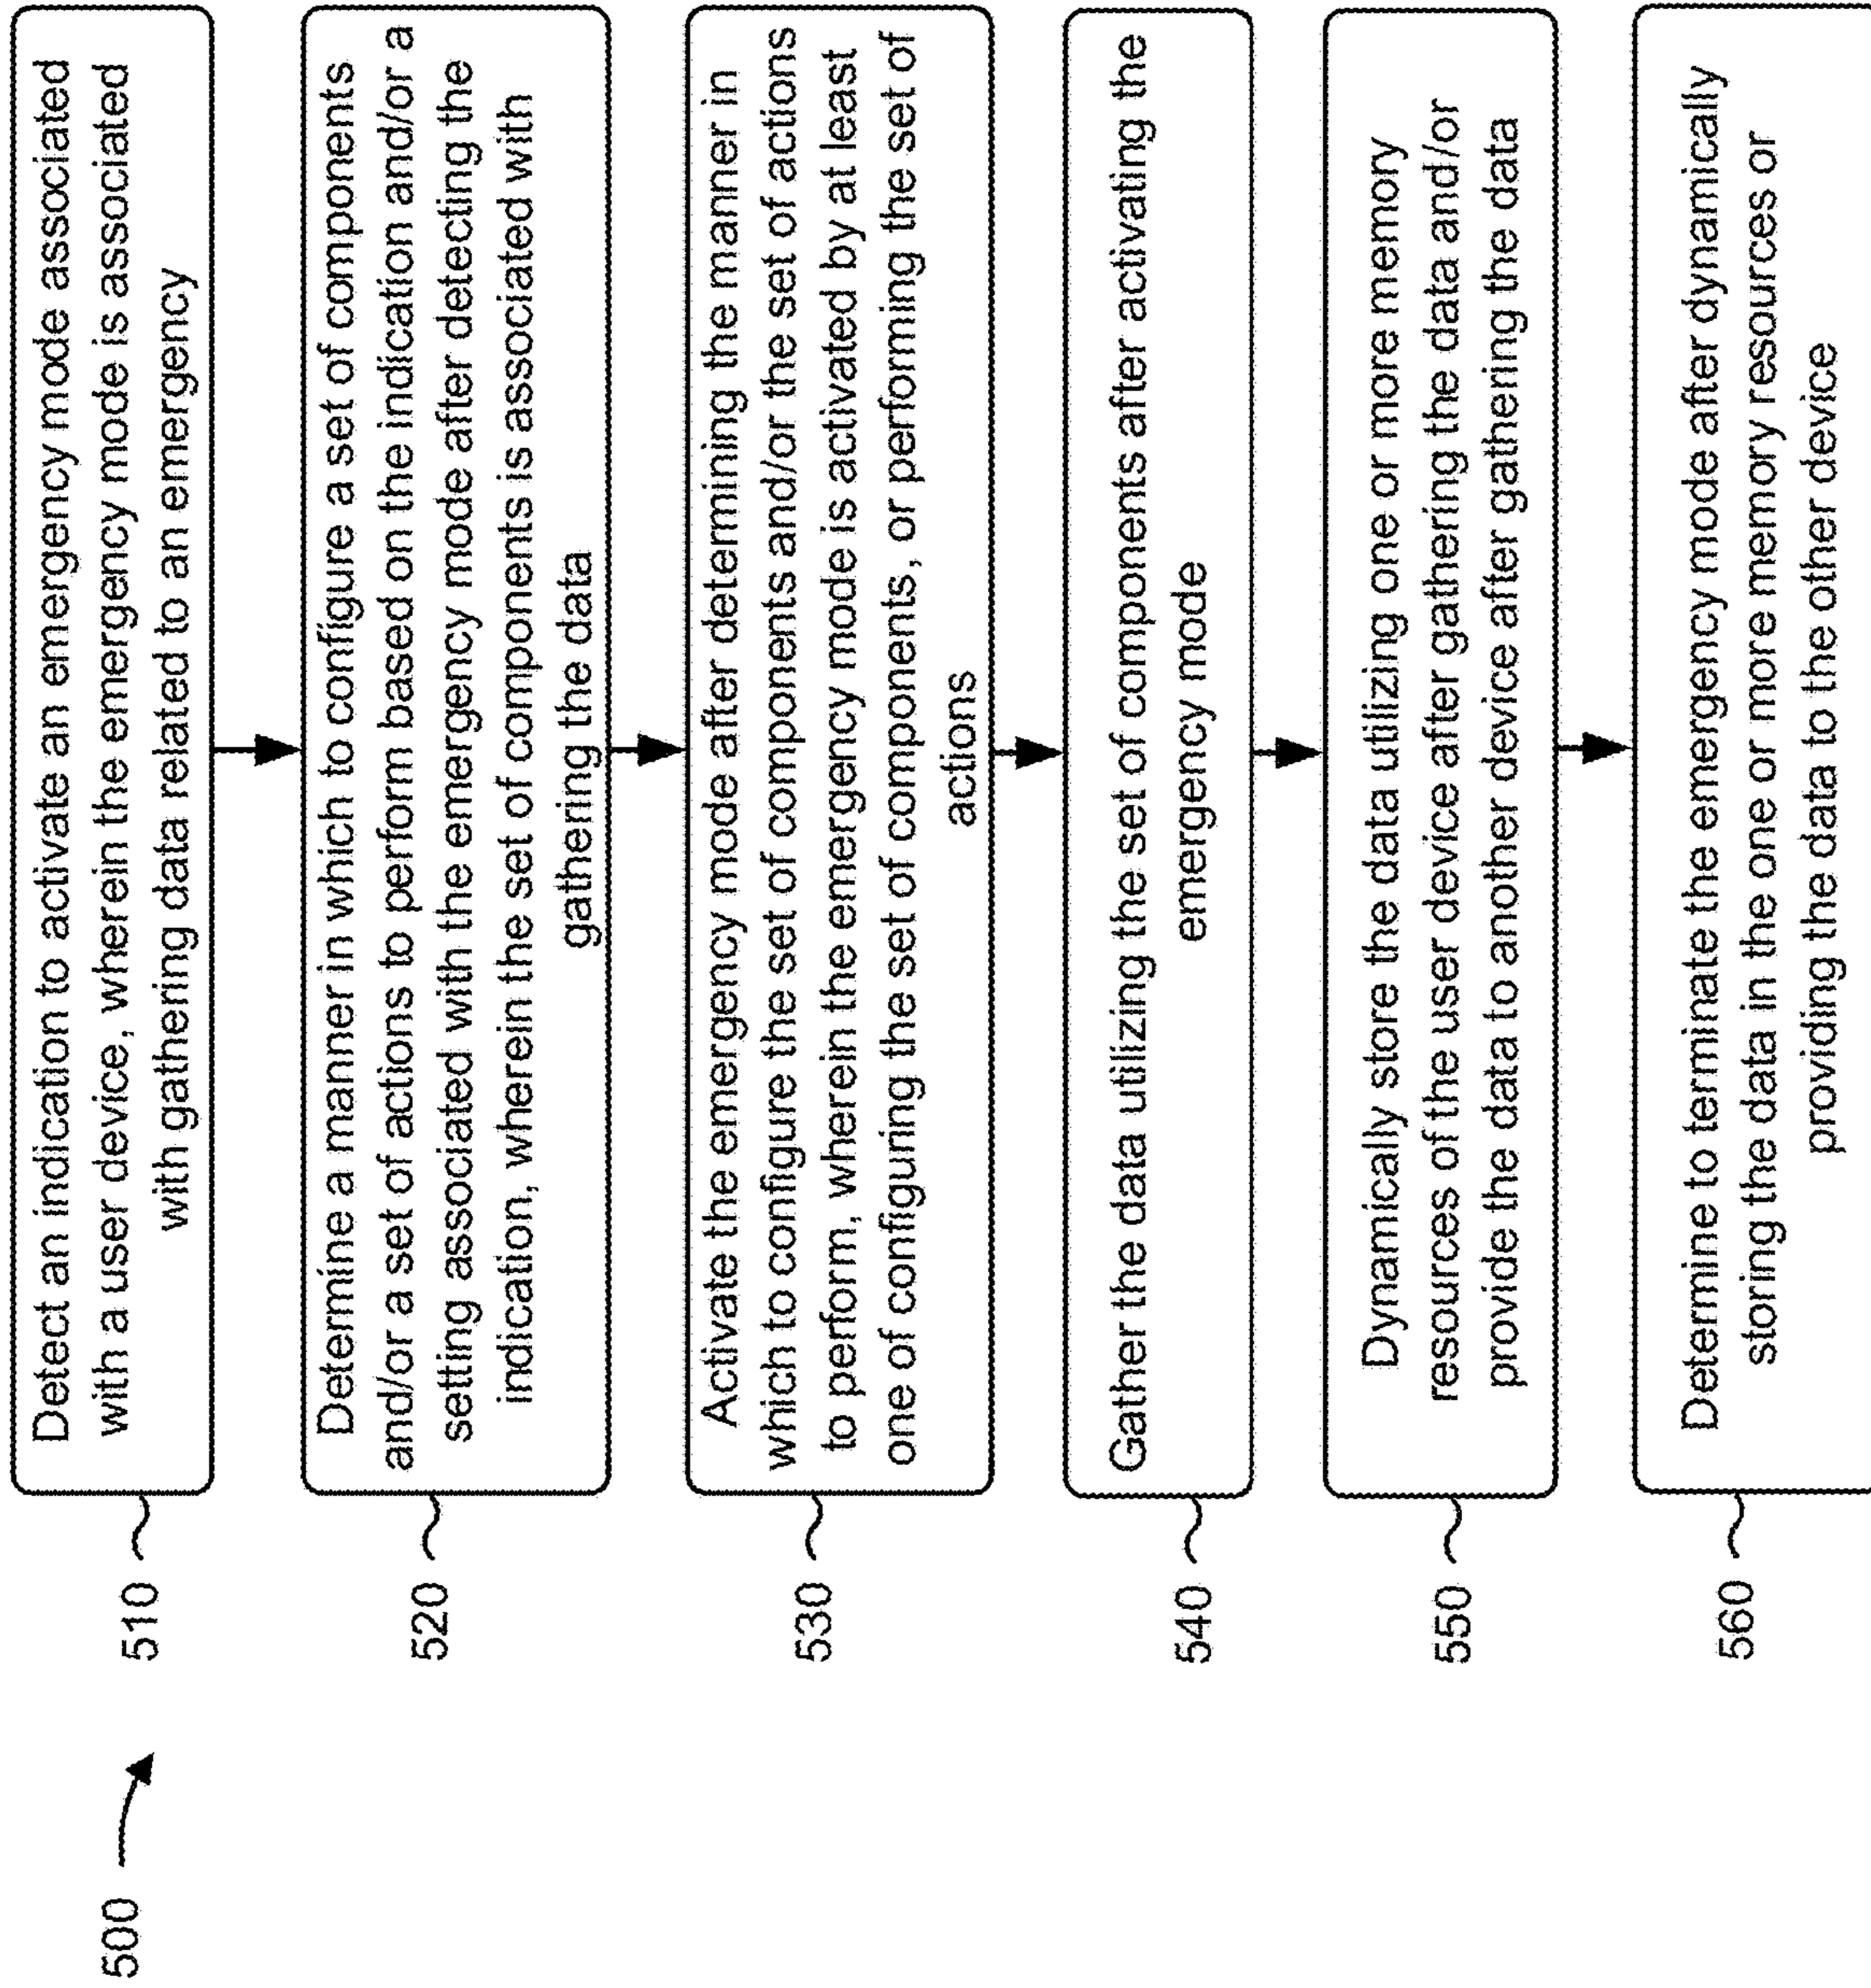 500
510
Detect an indication to activate an emergency mode associated
with a user device, wherein the emergency mode is associated
with gathering data related to an emergency
520
Determine a manner in which to configure a set of components
and/or a set of actions to perform based on the indication and/or a
setting associated with the emergency mode after detecting the
indication, wherein the set of components is associated with
gathering the data
530
Activate the emergency mode after determining the manner in
which to configure the set of components and/or the set of actions
to perform, wherein the emergency mode is activated by at least
one of configuring the set of components, or performing the set of
actions
540
Gather the data utilizing the set of components after activating the
emergency mode
550
Dynamically store the data utilizing one or more memory
resources of the user device after gathering the data and/or
provide the data to another device after gathering the data
560
Determine to terminate the emergency mode after dynamically
storing the data in the one or more memory resources or
providing the data to the other device